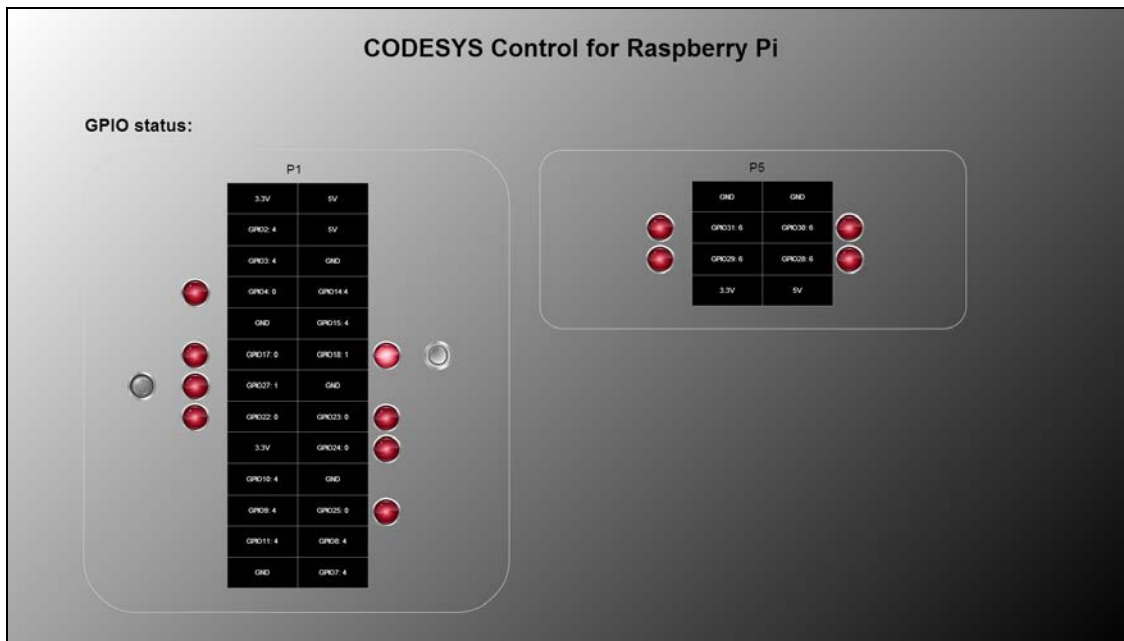 CODESYS Control for Raspberry Pi
GPIO status:
P1
3.3V 5V
GPIO2: 4 5V
GPIO3: 4 GND
GPIO4: 0 GPIO14:4
GND GPIO15: 4
GPIO17: 0 GPIO18: 1
GPIO27: 1 GND
GPIO22: 0 GPIO23: 0
3.3V GPIO24: 0
GPIO10: 4 GND
GPIO9: 4 GPIO25: 0
GPIO11: 4 GPIO8: 4
GND GPIO7: 4
P5
GND GND
GPIO31: 6 GPIO30: 6
GPIO29: 6 GPIO28: 6
3.3V 5V